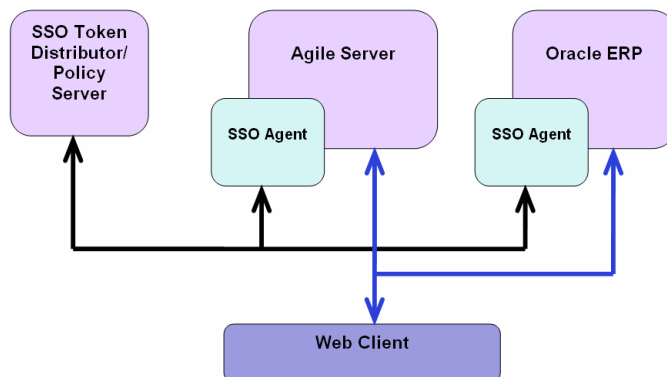 SSO Token
Distributor/
Policy
Server
Agile Server
SSO Agent
Oracle ERP
SSO Agent
Web Client